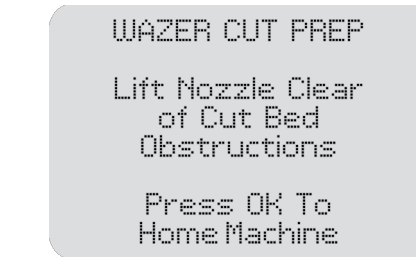 WAZER CUT PREP
Lift Nozzle Clear
of Cut Bed
Obstructions
Press OK To
Home Machine